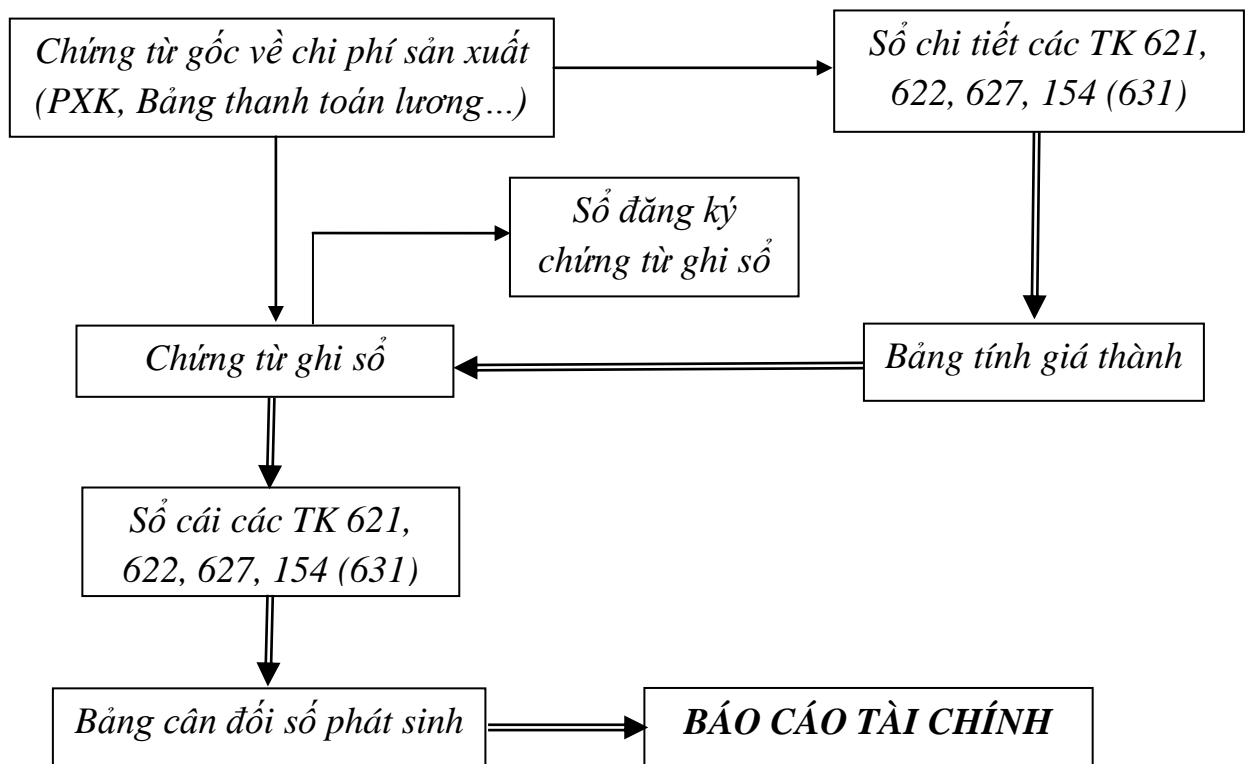 Chứng từ gốc về chi phí sản xuất
(PXK, Bảng thanh toán lương…)
Sổ chi tiết các TK 621,
622, 627, 154 (631)
Sổ đăng ký
chứng từ ghi sổ
Chứng từ ghi sổ
Bảng tính giá thành
Sổ cái các TK 621,
622, 627, 154 (631)
Bảng cân đối số phát sinh
BÁO CÁO TÀI CHÍNH